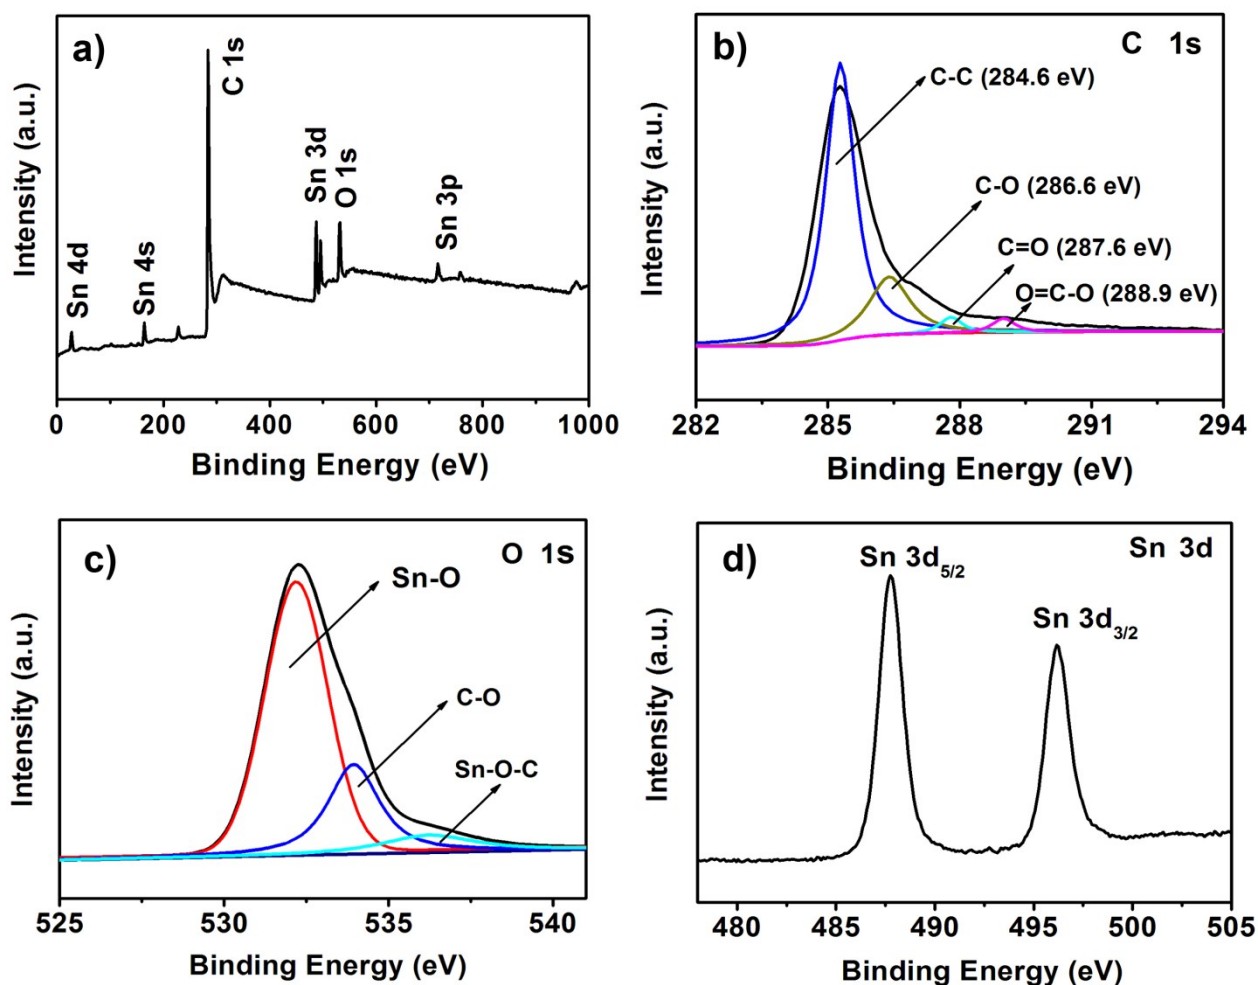 a)
C 1s
Sn 3d
O 1s
Sn 3p
Sn 4d
Sn 4s
Intensity (a.u.)
0 200 400 600 800 1000
Binding Energy (eV)
b)
C 1s
C-C (284.6 eV)
C-O (286.6 eV)
C=O (287.6 eV)
O=C-O (288.9 eV)
Intensity (a.u.)
282 285 288 291 294
Binding Energy (eV)
c)
O 1s
Sn-O
C-O
Sn-O-C
Intensity (a.u.)
525 530 535 540
Binding Energy (eV)
d)
Sn 3d
Sn 3d5/2
Sn 3d3/2
Intensity (a.u.)
480 485 490 495 500 505
Binding Energy (eV)